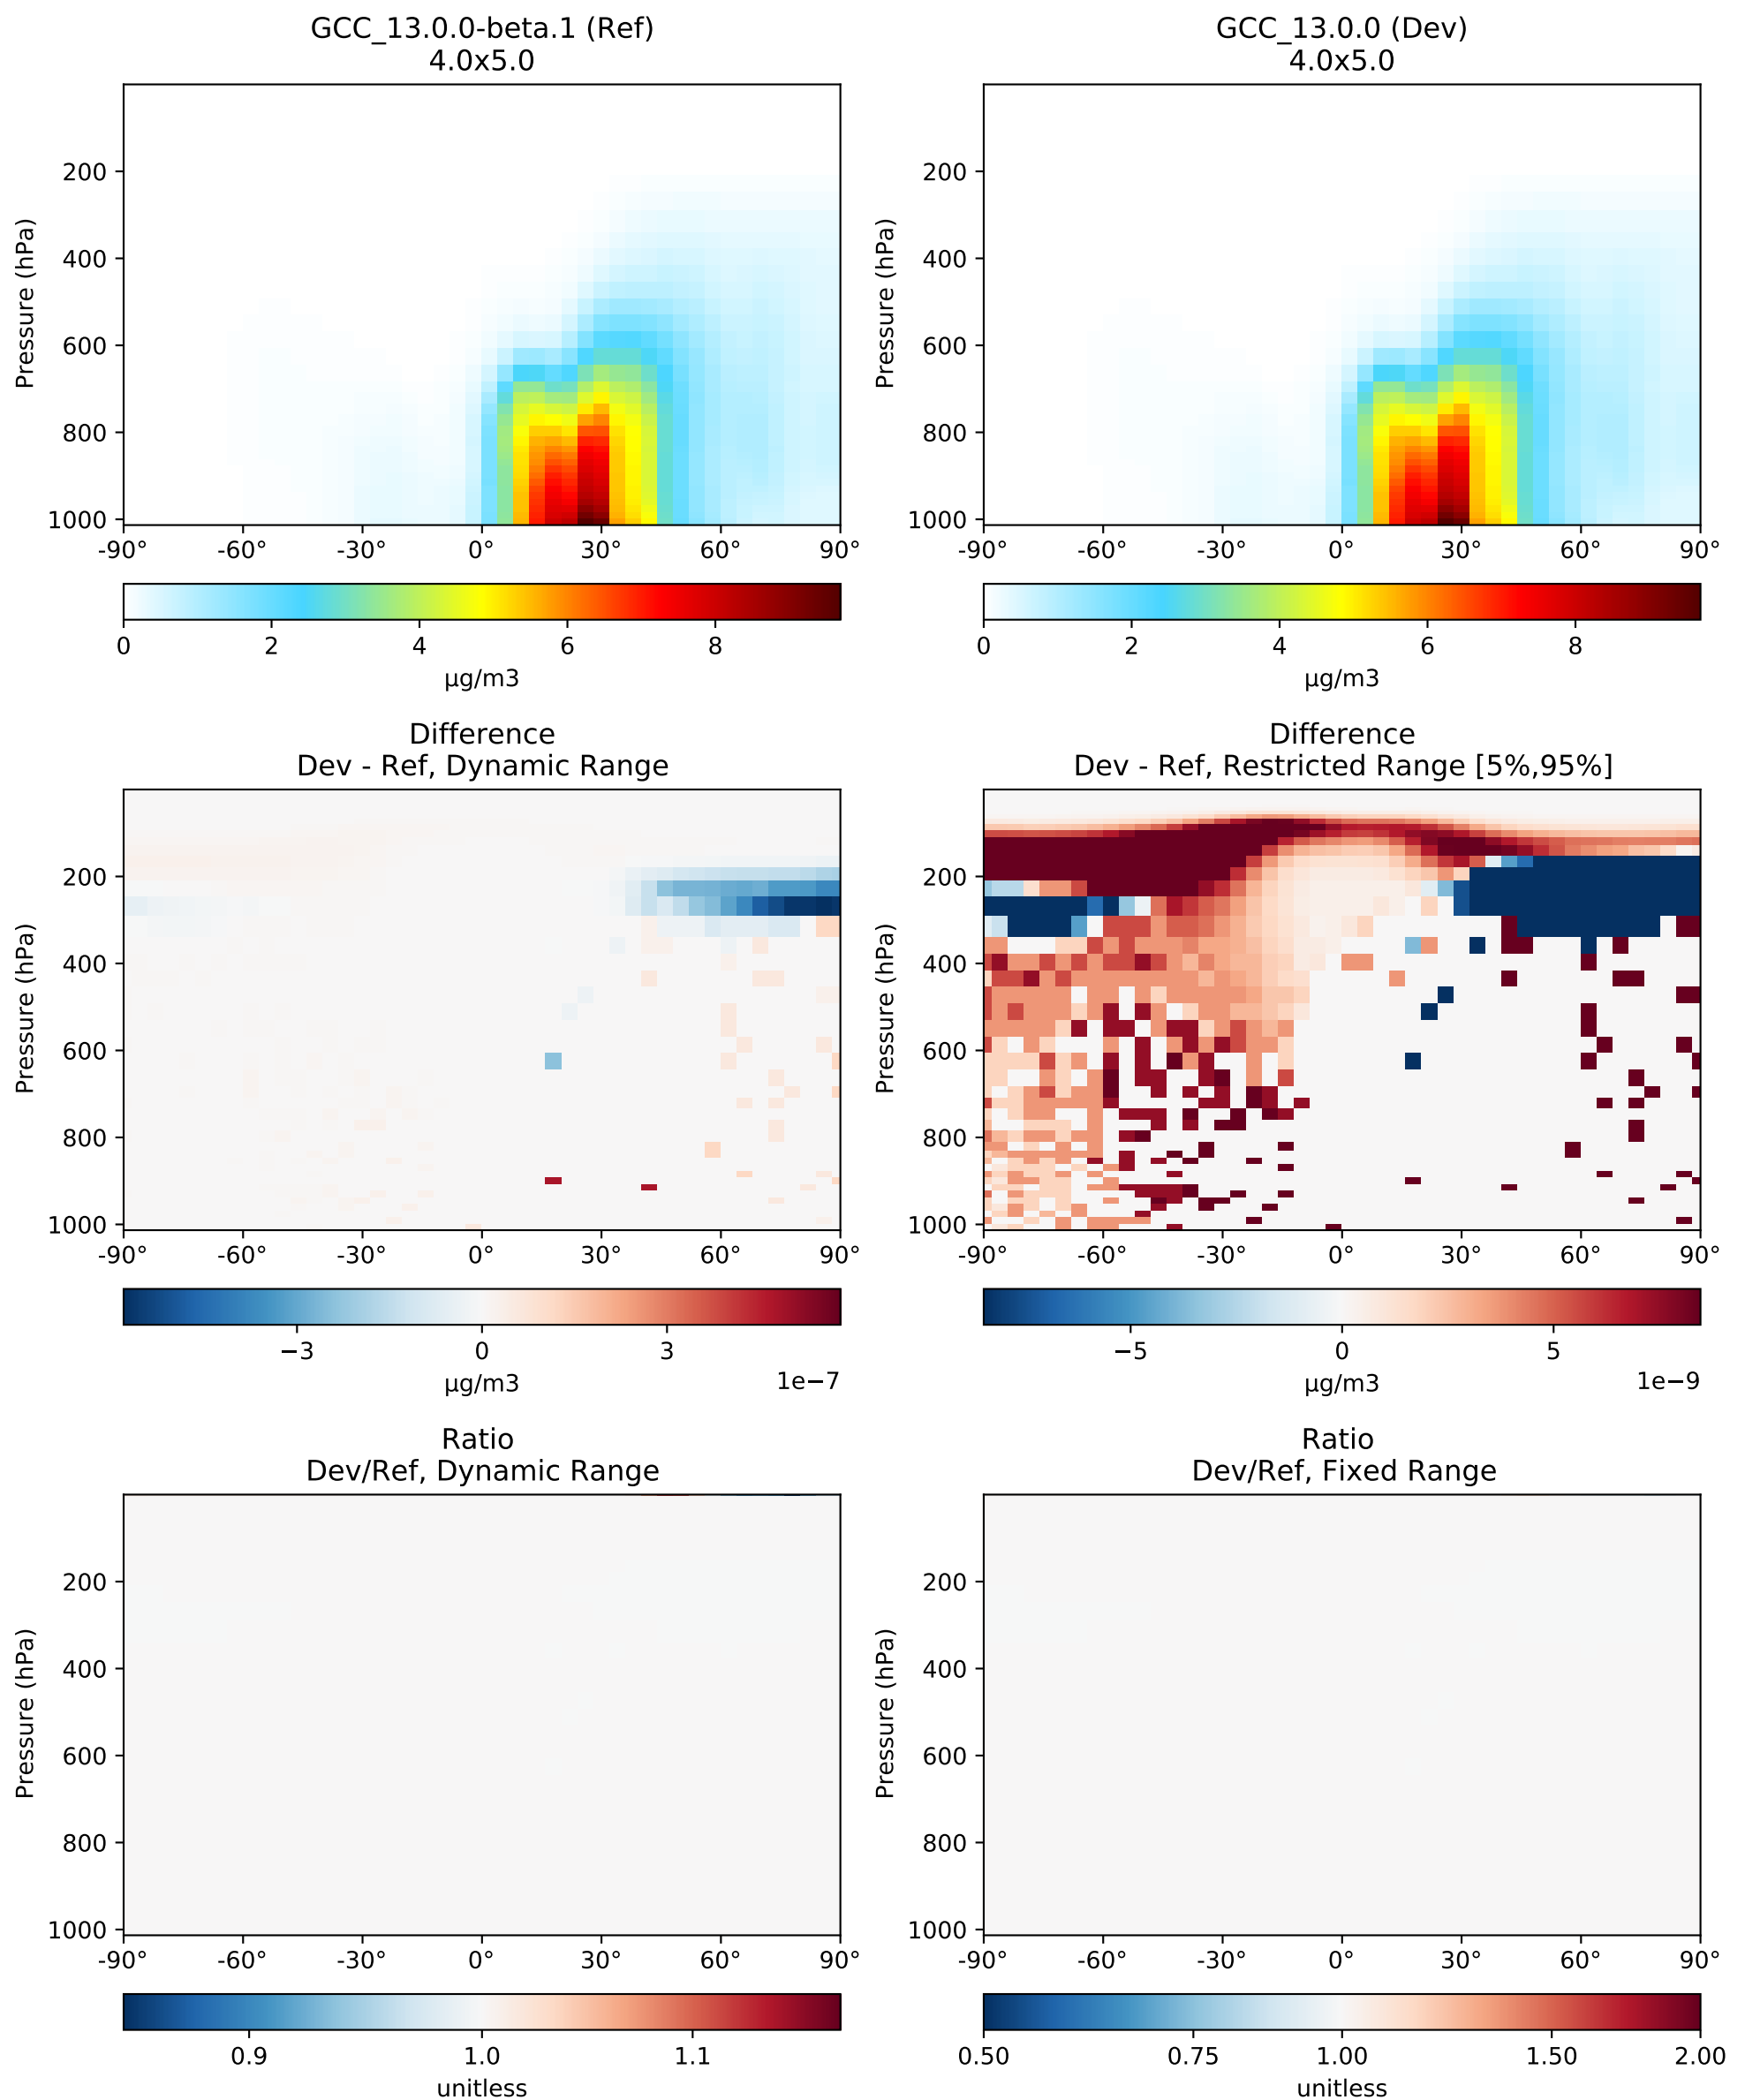 GCC_13.0.0-beta.1 (Ref)
4.0x5.0
Pressure (hPa)
200
400
600
800
1000
-90° -60° -30° 0° 30° 60° 90°
0 2 4 6 8
μg/m3
GCC_13.0.0 (Dev)
4.0x5.0
Pressure (hPa)
200
400
600
800
1000
-90° -60° -30° 0° 30° 60° 90°
0 2 4 6 8
μg/m3
Difference
Dev - Ref, Dynamic Range
Pressure (hPa)
200
400
600
800
1000
-90° -60° -30° 0° 30° 60° 90°
−3 0 3
μg/m3 1e−7
Difference
Dev - Ref, Restricted Range [5%,95%]
Pressure (hPa)
200
400
600
800
1000
-90° -60° -30° 0° 30° 60° 90°
−5 0 5
μg/m3 1e−9
Ratio
Dev/Ref, Dynamic Range
Pressure (hPa)
200
400
600
800
1000
-90° -60° -30° 0° 30° 60° 90°
0.9 1.0 1.1
unitless
Ratio
Dev/Ref, Fixed Range
Pressure (hPa)
200
400
600
800
1000
-90° -60° -30° 0° 30° 60° 90°
0.50 0.75 1.00 1.50 2.00
unitless